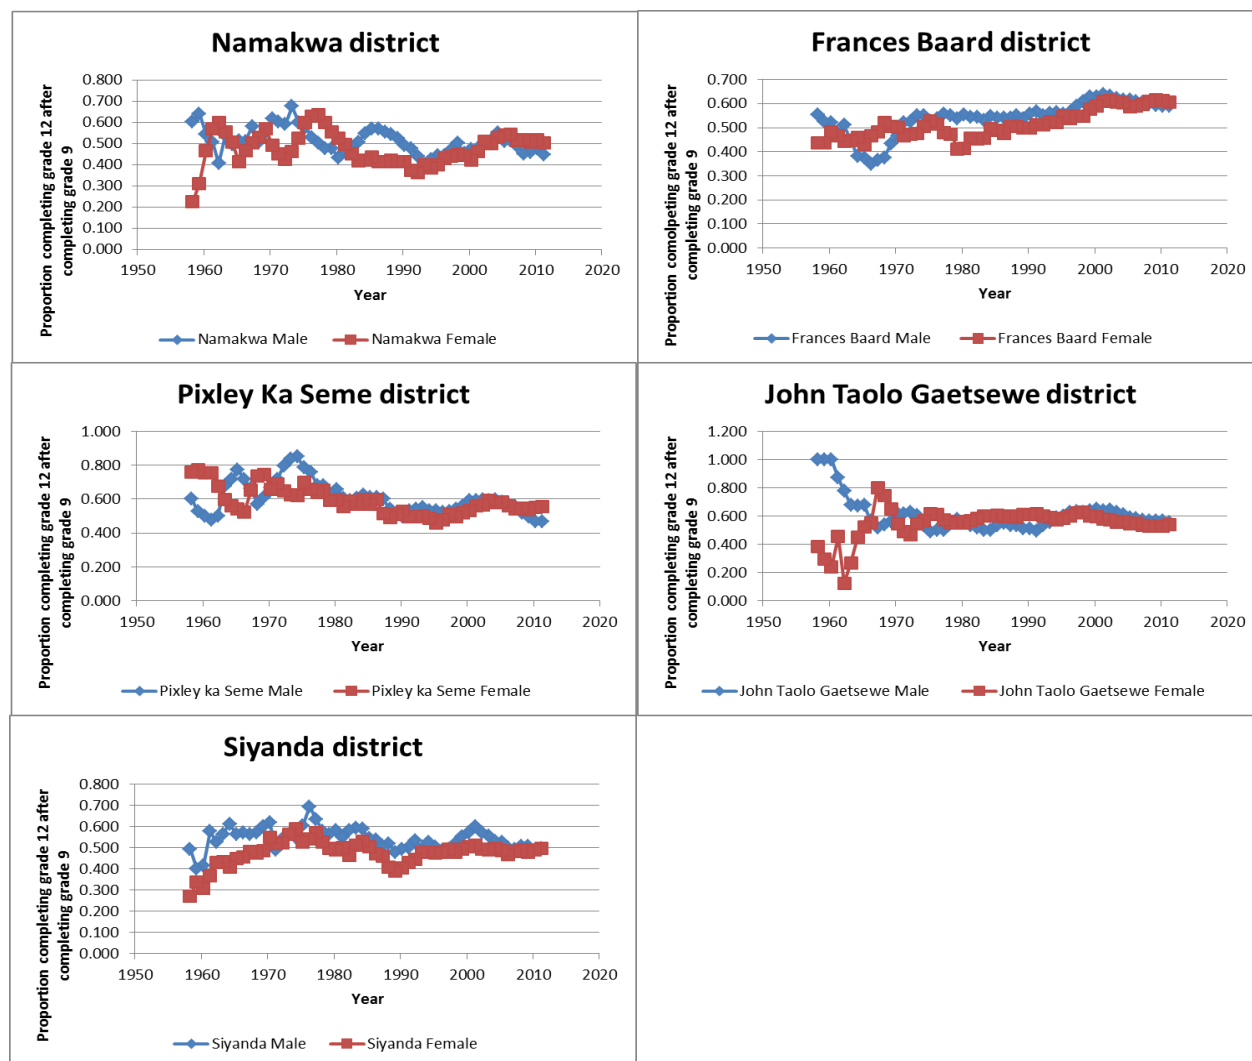 Namakwa district
Proportion completing grade 12 after
completing grade 9
0.800
0.700
0.600
0.500
0.400
0.300
0.200
0.100
0.000
1950 1960 1970 1980 1990 2000 2010 2020
Year
Namakwa Male Namakwa Female
Frances Baard district
Proportion comolpeting grade 12 after
completing grade 9
0.700
0.600
0.500
0.400
0.300
0.200
0.100
0.000
1950 1960 1970 1980 1990 2000 2010 2020
Year
Frances Baard Male Frances Baard Female
Pixley Ka Seme district
Proportion completing grade 12 after
completing grade 9
1.000
0.800
0.600
0.400
0.200
0.000
1950 1960 1970 1980 1990 2000 2010 2020
Year
Pixley ka Seme Male Pixley ka Seme Female
John Taolo Gaetsewe district
Proportion completing grade 12 after
completing grade 9
1.200
1.000
0.800
0.600
0.400
0.200
0.000
1950 1960 1970 1980 1990 2000 2010 2020
Year
John Taolo Gaetsewe Male John Taolo Gaetsewe Female
Siyanda district
Proportion completing grade 12 after
completing grade 9
0.800
0.700
0.600
0.500
0.400
0.300
0.200
0.100
0.000
1950 1960 1970 1980 1990 2000 2010 2020
Year
Siyanda Male Siyanda Female